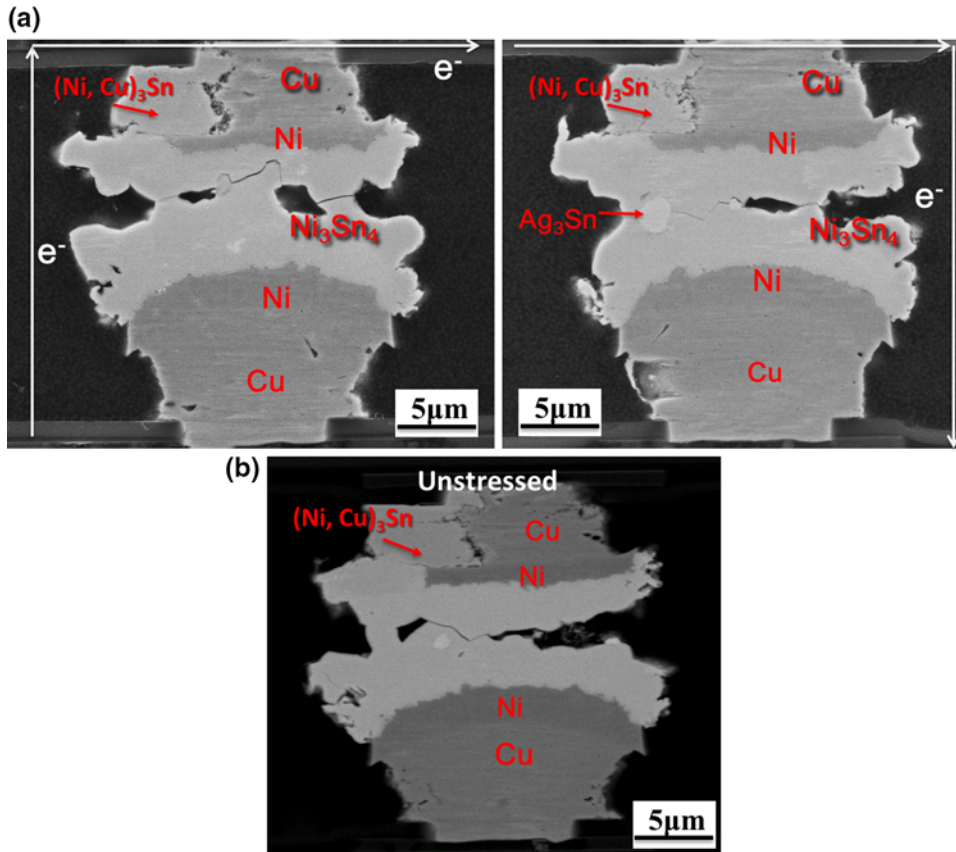 (a)
e-
(Ni, Cu)3Sn
Cu
Ni
Ni3Sn4
e-
Ni
Cu
5μm
(Ni, Cu)3Sn
Cu
Ni
Ag3Sn
Ni3Sn4
e-
Ni
Cu
5μm
(b)
Unstressed
(Ni, Cu)3Sn
Cu
Ni
Ni
Cu
5μm